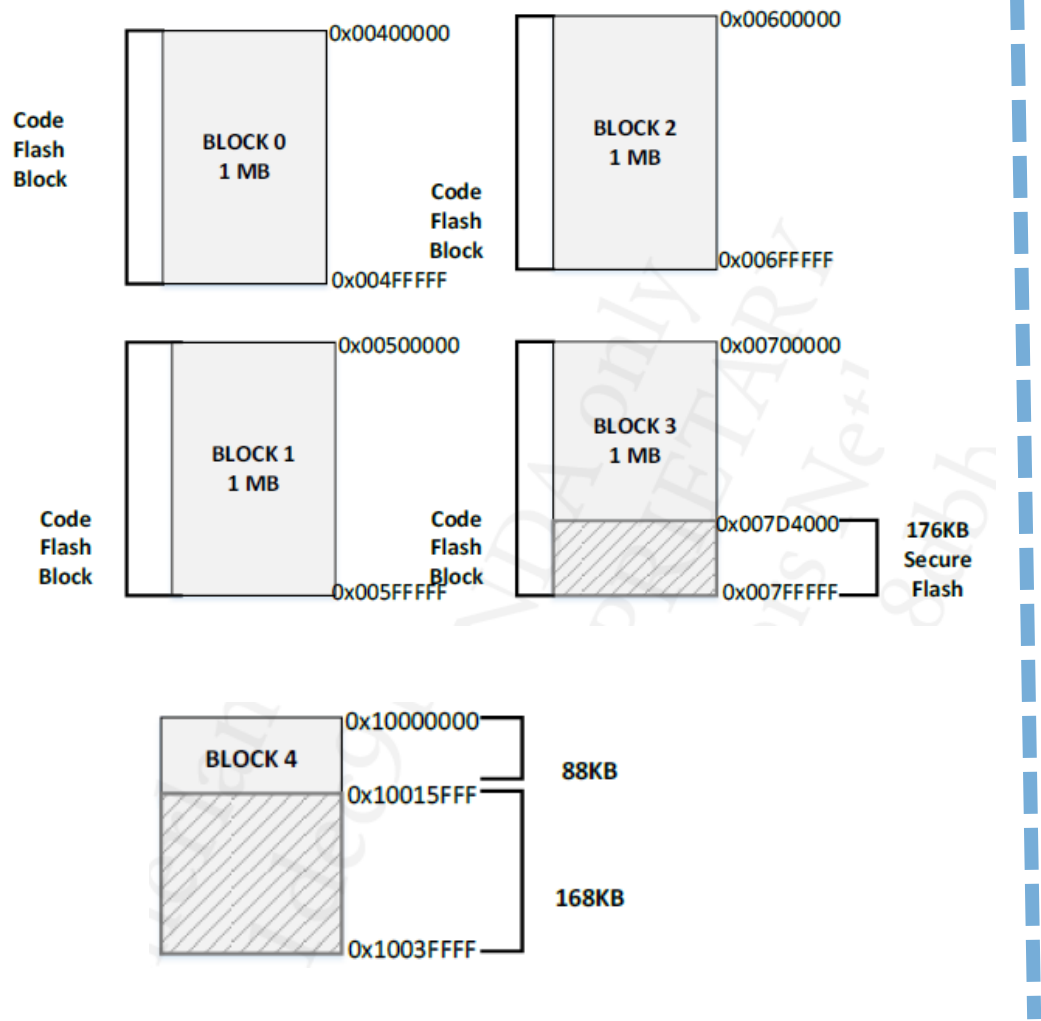 0x00400000
Code
Flash
Block
BLOCK 0
1 MB
0x004FFFFF
0x00600000
Code
Flash
Block
BLOCK 2
1 MB
0x006FFFFF
0x00500000
BLOCK 1
1 MB
Code
Flash
Block
0x005FFFFF
0x00700000
BLOCK 3
1 MB
Code
Flash
Block
0x007D4000
0x007FFFFF
176KB
Secure
Flash
0x10000000
BLOCK 4
88KB
0x10015FFF
168KB
0x1003FFFF
NDA only